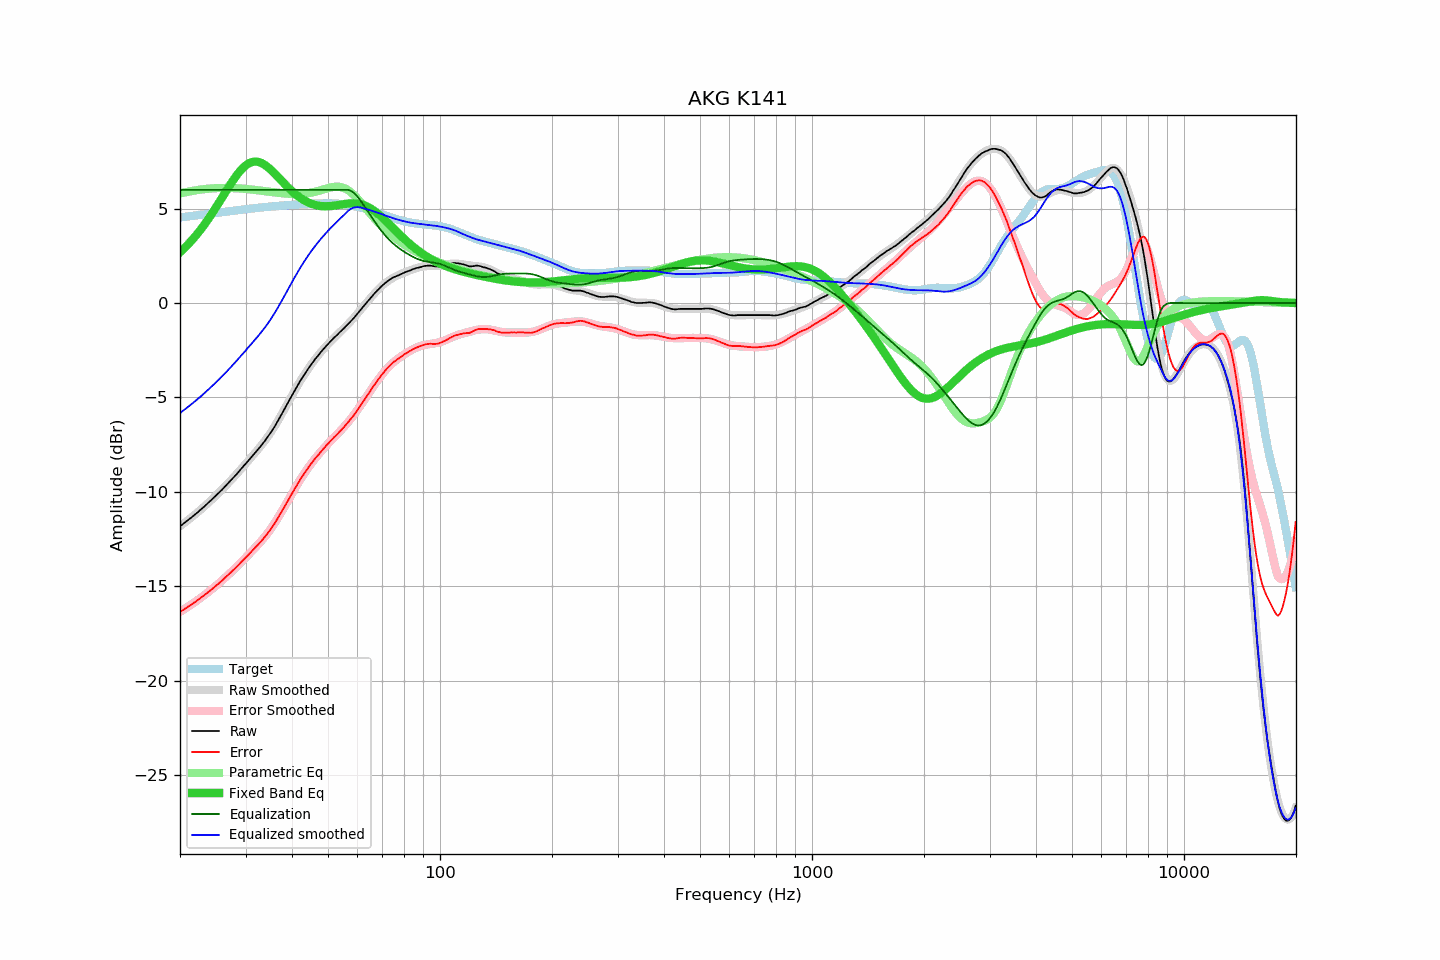 AKG K141
Amplitude (dBr)
5
0
−5
−10
−15
−20
−25
Target
Raw Smoothed
Error Smoothed
Raw
Error
Parametric Eq
Fixed Band Eq
Equalization
Equalized smoothed
100 1000 10000
Frequency (Hz)